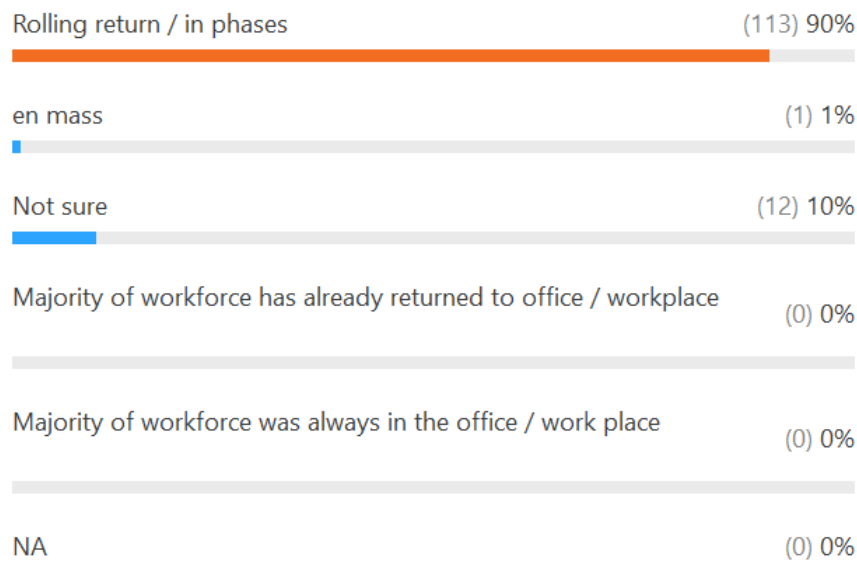 Rolling return / in phases (113) 90%
en mass (1) 1%
Not sure (12) 10%
Majority of workforce has already returned to office / workplace (0) 0%
Majority of workforce was always in the office / work place (0) 0%
NA (0) 0%